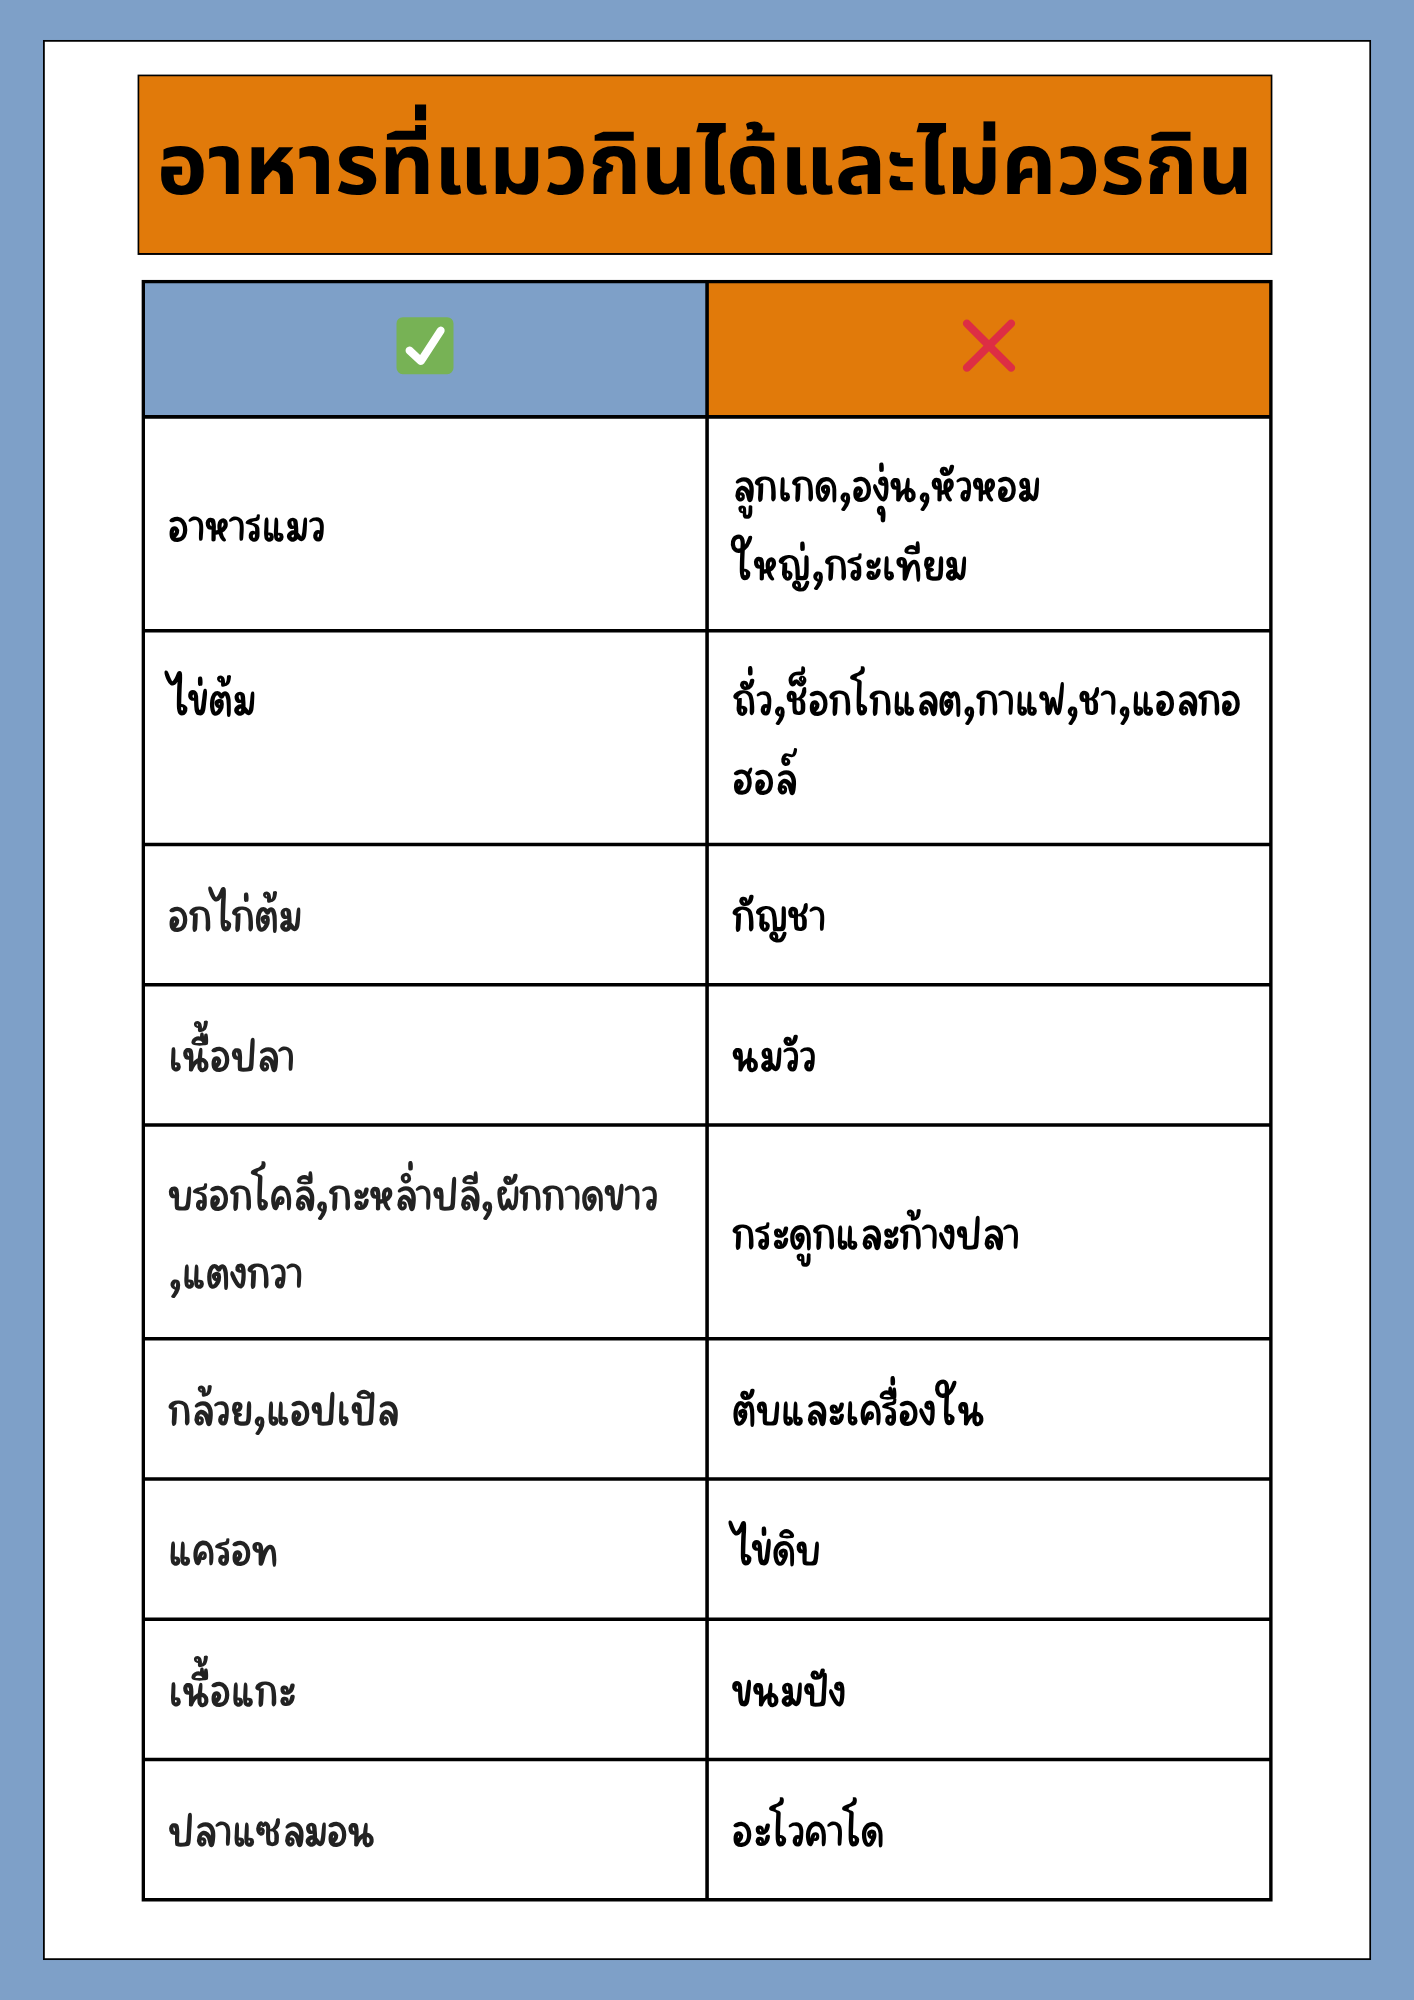 อาหารที่แมวกินได้และไม่ควรกิน
✅ ❌
อาหารแมว
ลูกเกด,องุ่น,หัวหอม
ใหญ่,กระเทียม
ไข่ต้ม
ถั่ว,ช็อกโกแลต,กาแฟ,ชา,แอลกอ
ฮอล์
อกไก่ต้ม
กัญชา
เนื้อปลา
นมวัว
บรอกโคลี,กะหล่ำปลี,ผักกาดขาว
,แตงกวา
กระดูกและก้างปลา
กล้วย,แอปเปิล
ตับและเครื่องใน
แครอท
ไข่ดิบ
เนื้อแกะ
ขนมปัง
ปลาแซลมอน
อะโวคาโด